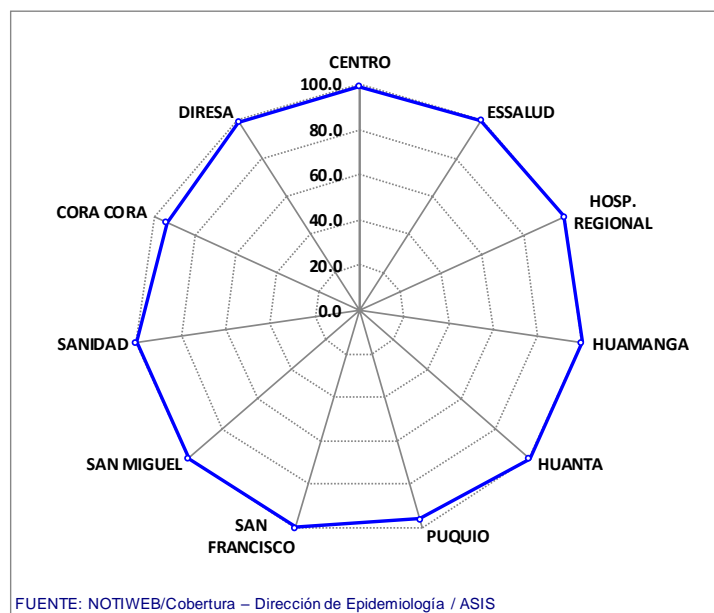 CENTRO
100.0
ESSALUD
DIRESA
80.0
HOSP.
REGIONAL
60.0
CORA CORA
40.0
20.0
0.0
SANIDAD
HUAMANGA
SAN MIGUEL
HUANTA
SAN
FRANCISCO
PUQUIO
FUENTE: NOTIWEB/Cobertura – Dirección de Epidemiología / ASIS